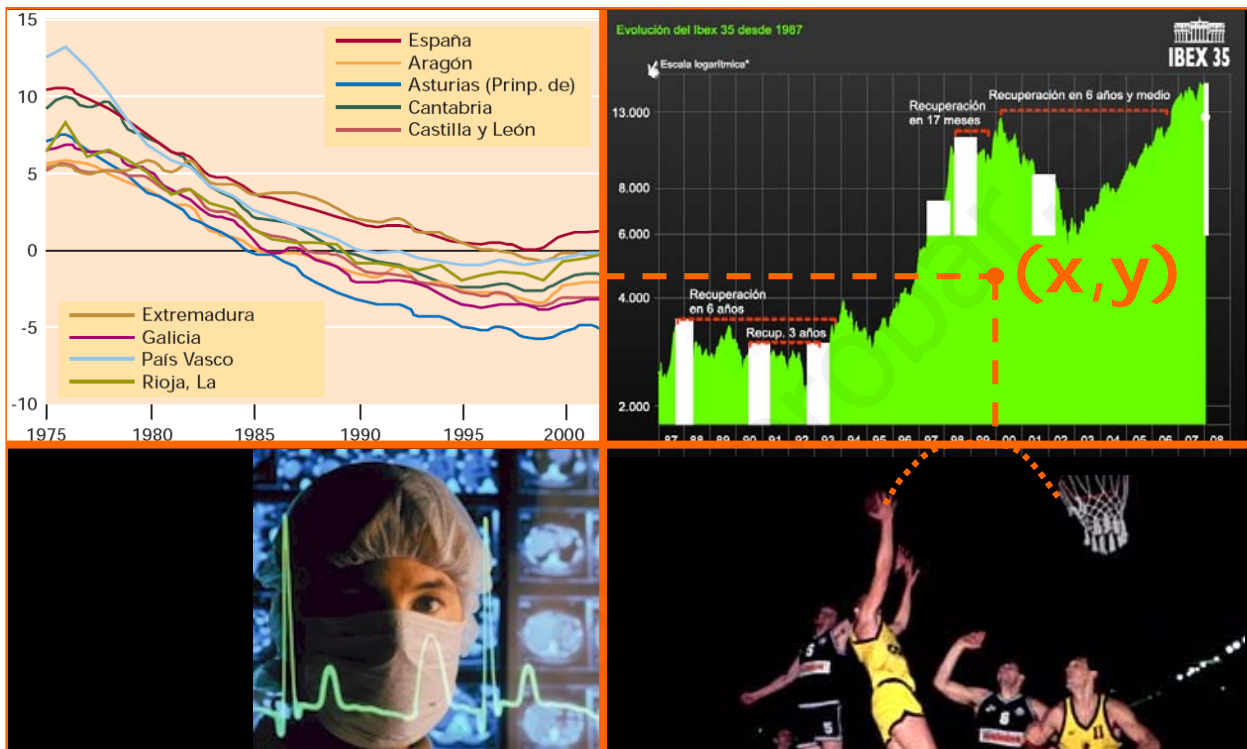 15
10
5
0
-5
-10
1975
1980
1985
1990
1995
2000
España
Aragón
Asturias (Prinp. de)
Cantabria
Castilla y León
Extremadura
Galicia
País Vasco
Rioja, La
Evolución del Ibex 35 desde 1987
IBEX 35
Escala logarítmica*
13.000
8.000
6.000
4.000
2.000
Recuperación
en 17 meses
Recuperación en 6 años y medio
Recuperación
en 6 años
Recup. 3 años
(x,y)
87 88 89 90 91 92 93 94 95 96 97 98 99 00 01 02 03 04 05 06 07 08
5
5
6
11